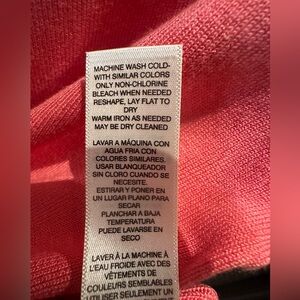 MACHINE WASH COLD-
WITH SIMILAR COLORS
ONLY NON-CHLORINE
BLEACH WHEN NEEDED
RESHAPE, LAY FLAT TO
DRY
WARM IRON AS NEEDED
MAY BE DRY CLEANED
LAVAR A MÁQUINA CON
AGUA FRIA CON
COLORES SIMILARES.
USAR BLANQUEADOR
SIN CLORO CUANDO SE
NECESITE.
ESTIRAR Y PONER EN
UN LUGAR PLANO PARA
SECAR
PLANCHAR A BAJA
TEMPERATURA
PUEDE LAVARSE EN
SECO
LAVER À LA MACHINE À
L'EAU FROIDE AVEC DES
VÊTEMENTS DE
COULEURS SEMBLABLES
UTILISER SEULEMENT UN